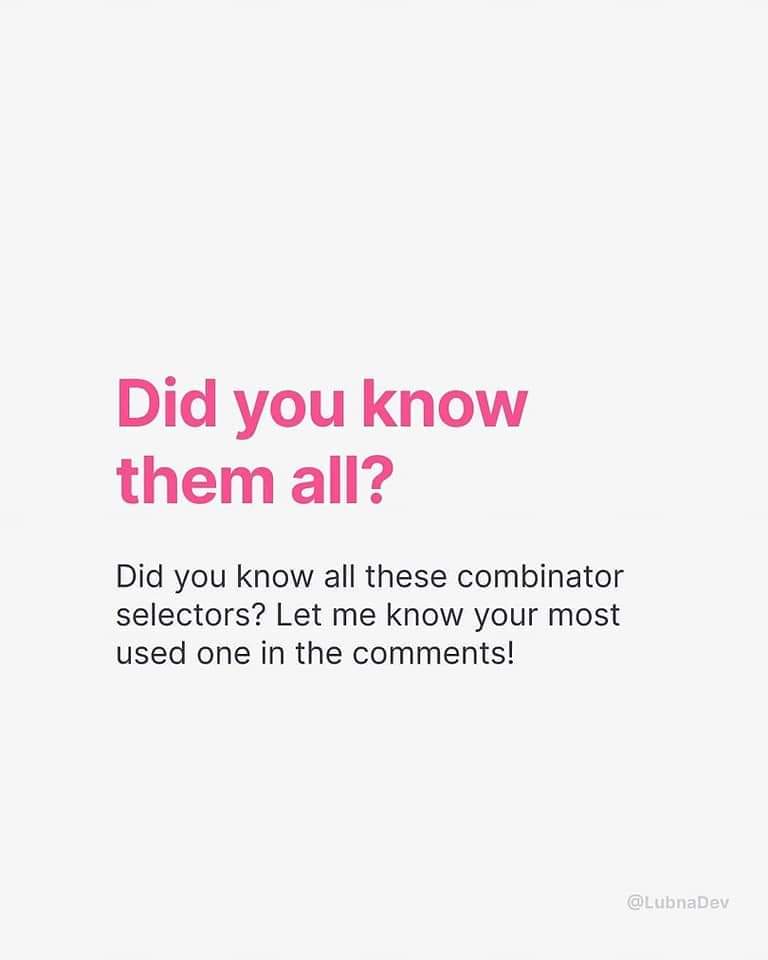 Did you know
them all?
Did you know all these combinator
selectors? Let me know your most
used one in the comments!
@LubnaDev